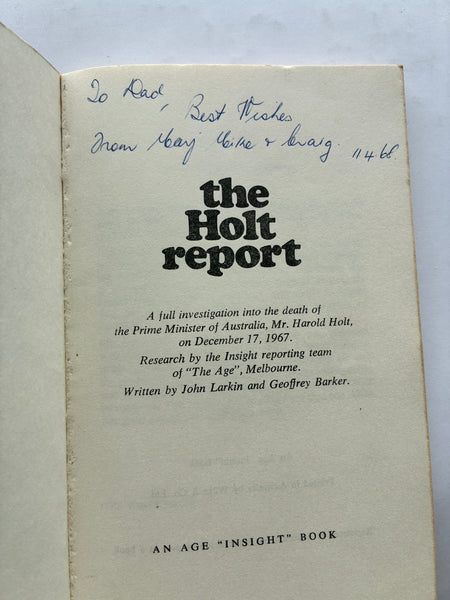 To Dad,
Best Wishes
From Marj Mike & Craig.
11 4 68.
the
Holt
report
A full investigation into the death of
the Prime Minister of Australia, Mr. Harold Holt,
on December 17, 1967.
Research by the Insight reporting team
of "The Age", Melbourne.
Written by John Larkin and Geoffrey Barker.
AN AGE "INSIGHT" BOOK